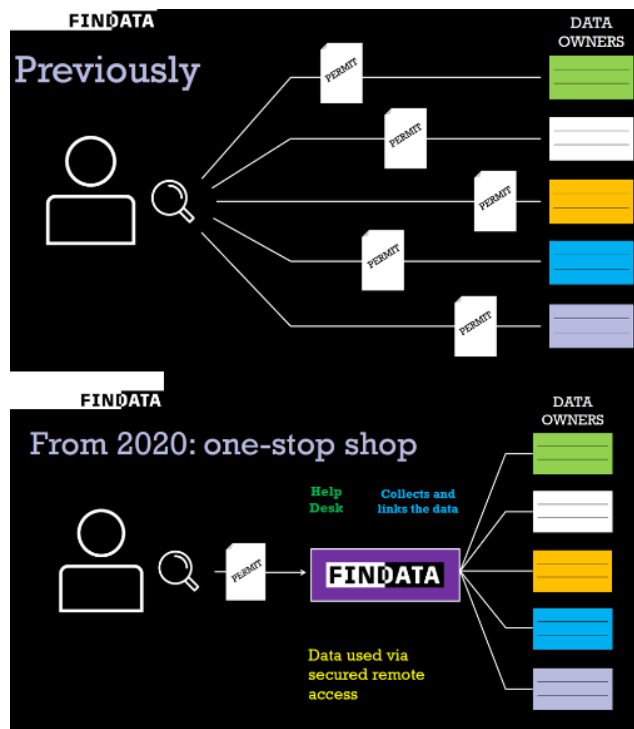 FINDATA
DATA
OWNERS
Previously
PERMIT
PERMIT
PERMIT
PERMIT
PERMIT
FINDATA
DATA
OWNERS
From 2020: one-stop shop
Help
Desk
Collects and
links the data
PERMIT
FINDATA
Data used via
secured remote
access